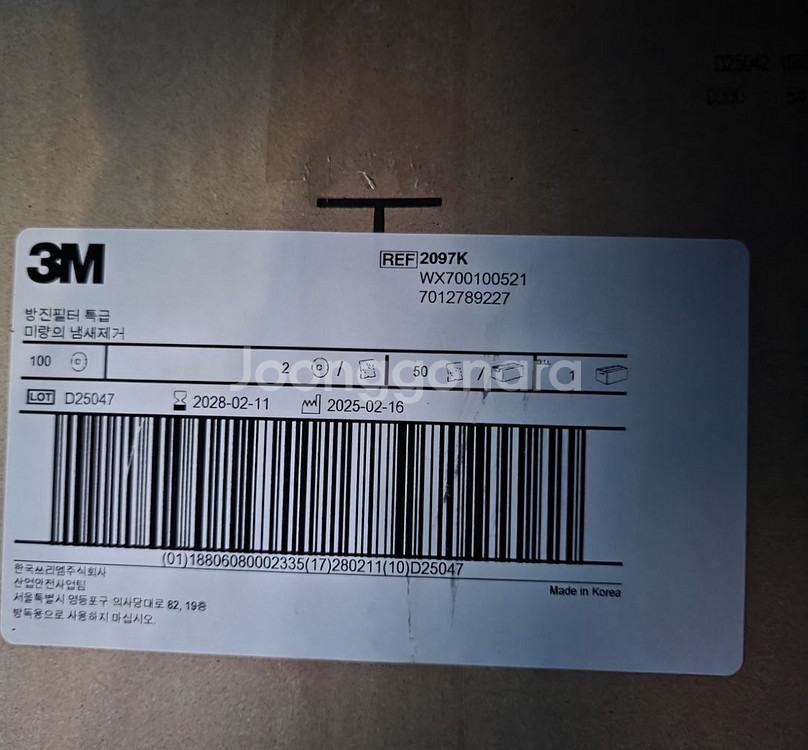 D25042
3M
REF 2097K
WX700100521
7012789227
방진필터 특급
미량의 냄새제거
100 2 / 50 / 1
Joonggonara
LOT D25047 2028-02-11 2025-02-16
(01)18806080002335(17)280211(10)D25047
한국쓰리엠주식회사
산업안전사업팀
서울특별시 영등포구 의사당대로 82, 19층
방독용으로 사용하지 마십시오.
Made in Korea